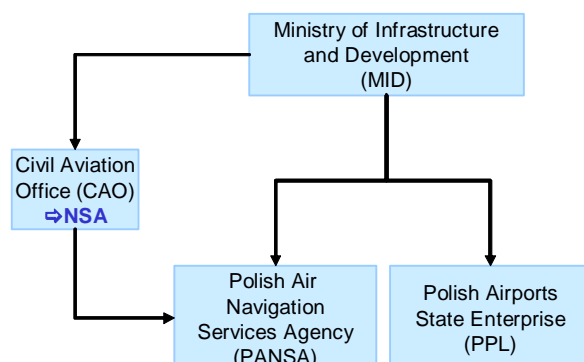 Ministry of Infrastructure
and Development
(MID)
Civil Aviation
Office (CAO)
⇨NSA
Polish Air
Navigation
Services Agency
(PANSA)
Polish Airports
State Enterprise
(PPL)